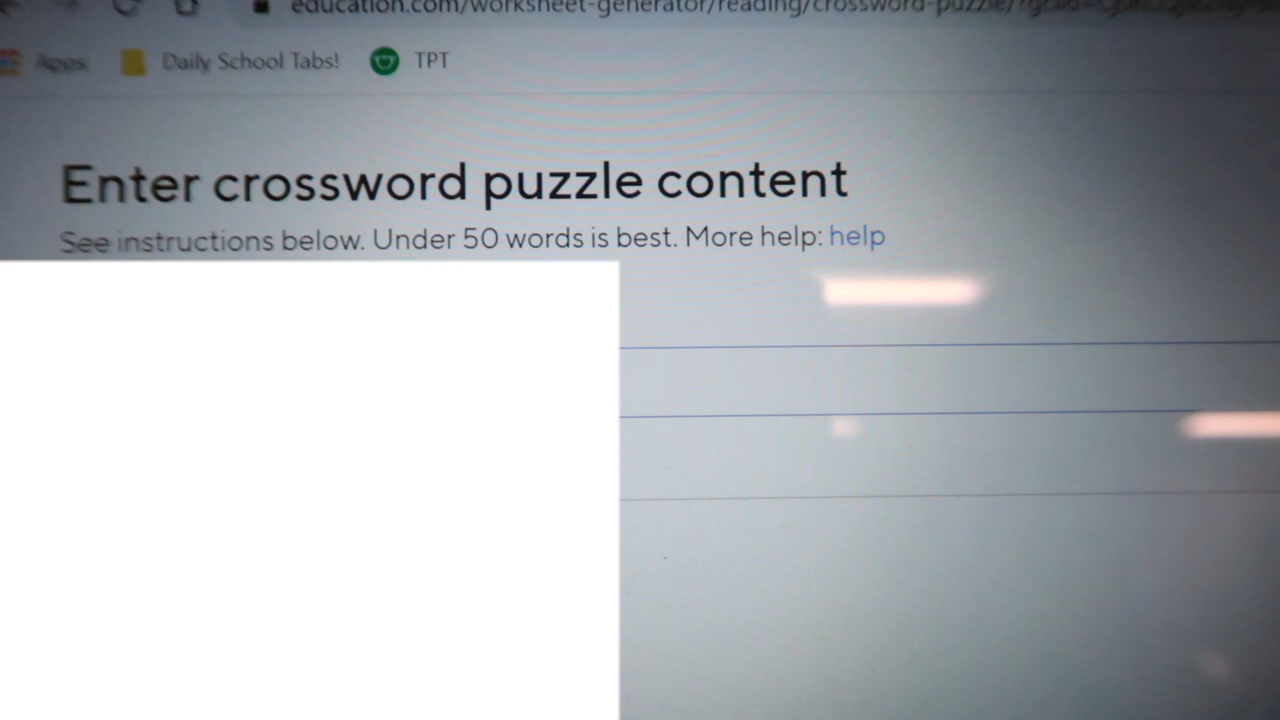 education.com/worksheet-generator/reading/crossword-puzzle/
Apps Daily School Tabs! TPT
Enter crossword puzzle content
See instructions below. Under 50 words is best. More help: help